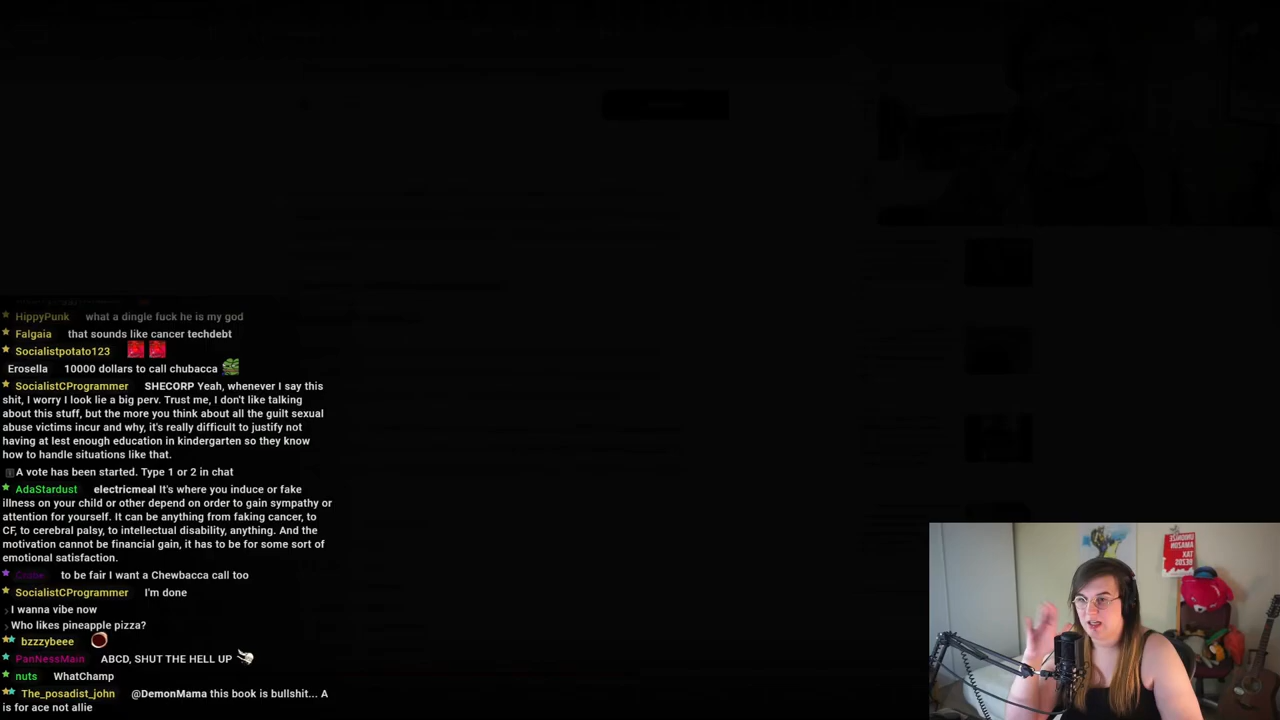 HippyPunk what a dingle fuck he is my god
Falgaia that sounds like cancer techdebt
Socialistpotato123
Erosella 10000 dollars to call chubacca
SocialistCProgrammer SHECORP Yeah, whenever I say this
shit, I worry I look lie a big perv. Trust me, I don't like talking
about this stuff, but the more you think about all the guilt sexual
abuse victims incur and why, it's really difficult to justify not
having at lest enough education in kindergarten so they know
how to handle situations like that.
A vote has been started. Type 1 or 2 in chat
AdaStardust electricmeal It's where you induce or fake
illness on your child or other depend on order to gain sympathy or
attention for yourself. It can be anything from faking cancer, to
CF, to cerebral palsy, to intellectual disability, anything. And the
motivation cannot be financial gain, it has to be for some sort of
emotional satisfaction.
to be fair I want a Chewbacca call too
SocialistCProgrammer I'm done
I wanna vibe now
Who likes pineapple pizza?
bzzzybeee
PanNessMain ABCD, SHUT THE HELL UP
nuts WhatChamp
The_posadist_john @DemonMama this book is bullshit... A
is for ace not allie
UNIONIZE
AMAZON
TAX
BEZOS